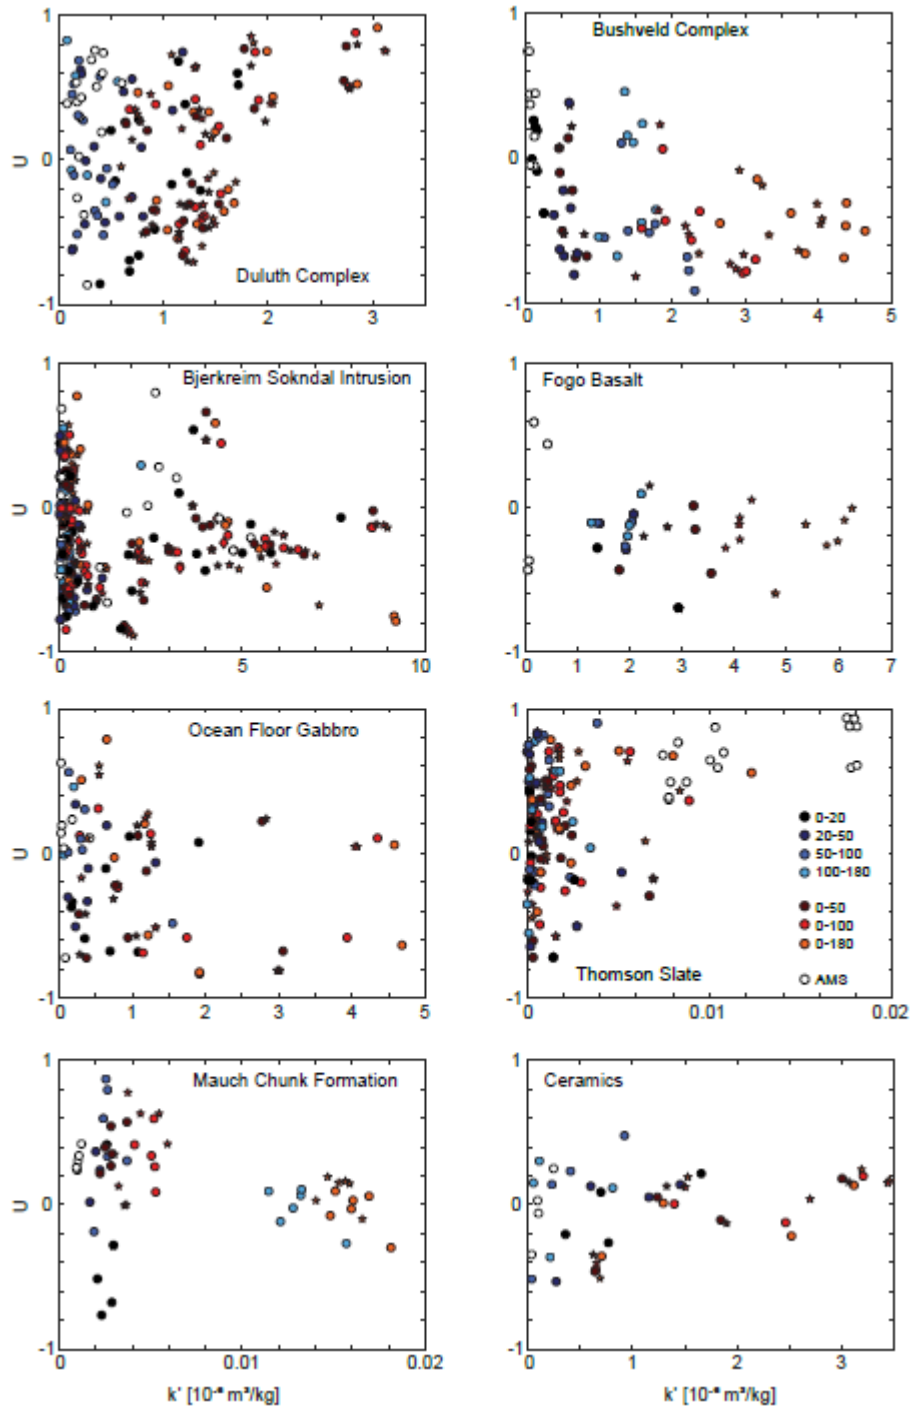 1
0
-1
U
Duluth Complex
0 1 2 3
1
0
-1
Bushveld Complex
0 1 2 3 4 5
1
0
-1
U
Bjerkreim Sokndal Intrusion
0 5 10
1
0
-1
Fogo Basalt
0 1 2 3 4 5 6 7
1
0
-1
U
Ocean Floor Gabbro
0 1 2 3 4 5
1
0
-1
0-20
20-50
50-100
100-180
0-50
0-100
0-180
AMS
Thomson Slate
0 0.01 0.02
1
0
-1
U
Mauch Chunk Formation
0 0.01 0.02
k' [10⁻⁶ m³/kg]
1
0
-1
Ceramics
0 1 2 3
k' [10⁻⁶ m³/kg]